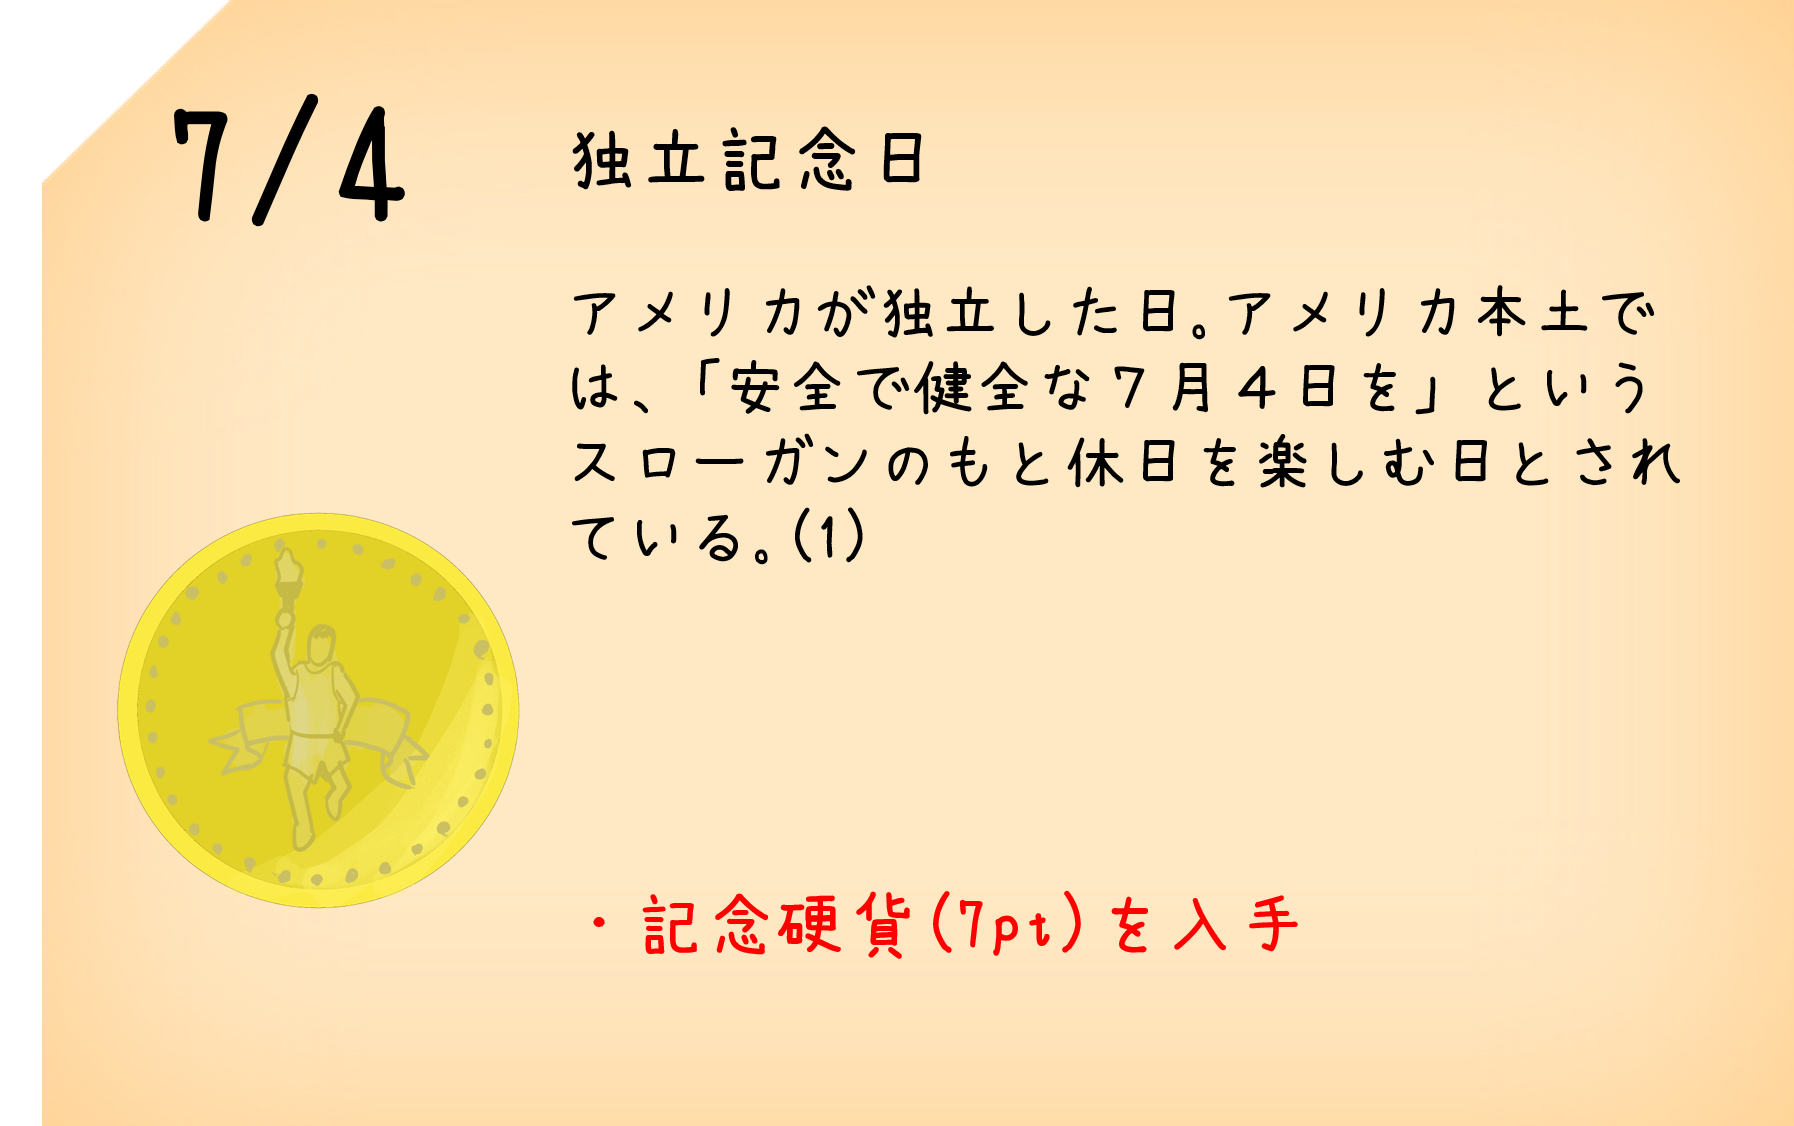 7/4
独立記念日
アメリカが独立した日。アメリカ本土で
は、「安全で健全な７月４日を」という
スローガンのもと休日を楽しむ日とされ
ている。(1)
・記念硬貨(7pt)を入手